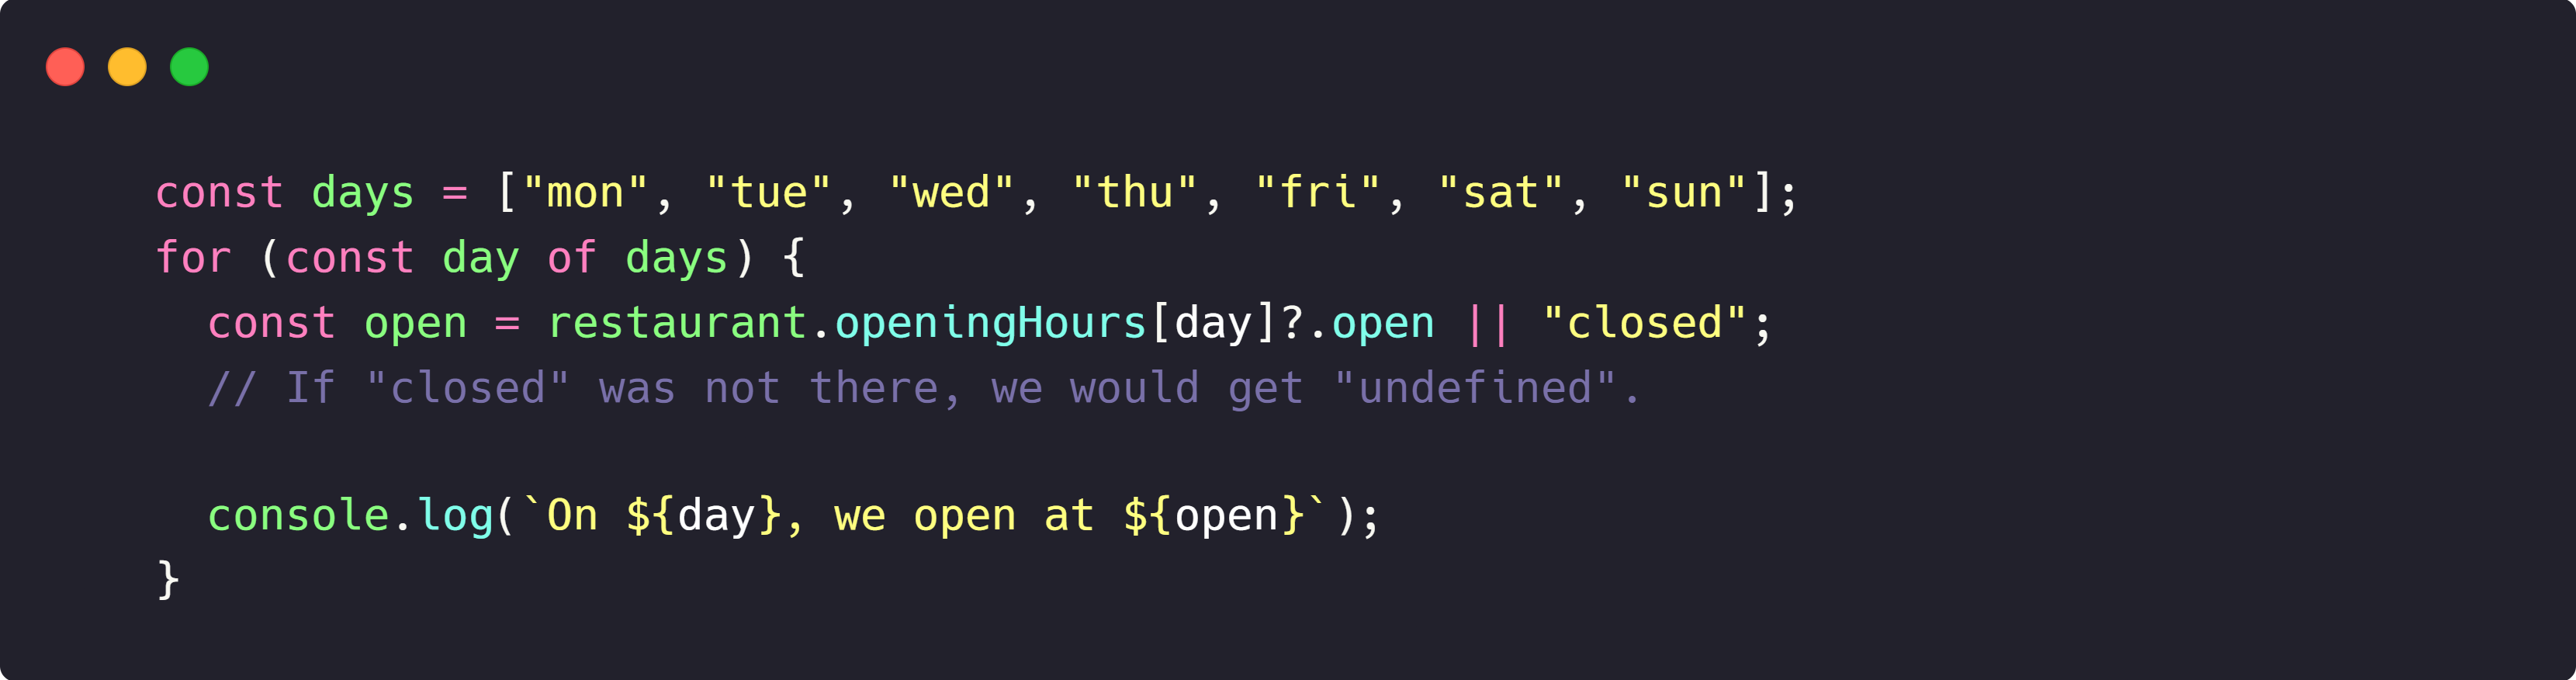 const days = ["mon", "tue", "wed", "thu", "fri", "sat", "sun"];
for (const day of days) {
  const open = restaurant.openingHours[day]?.open || "closed";
  // If "closed" was not there, we would get "undefined".

  console.log(`On ${day}, we open at ${open}`);
}